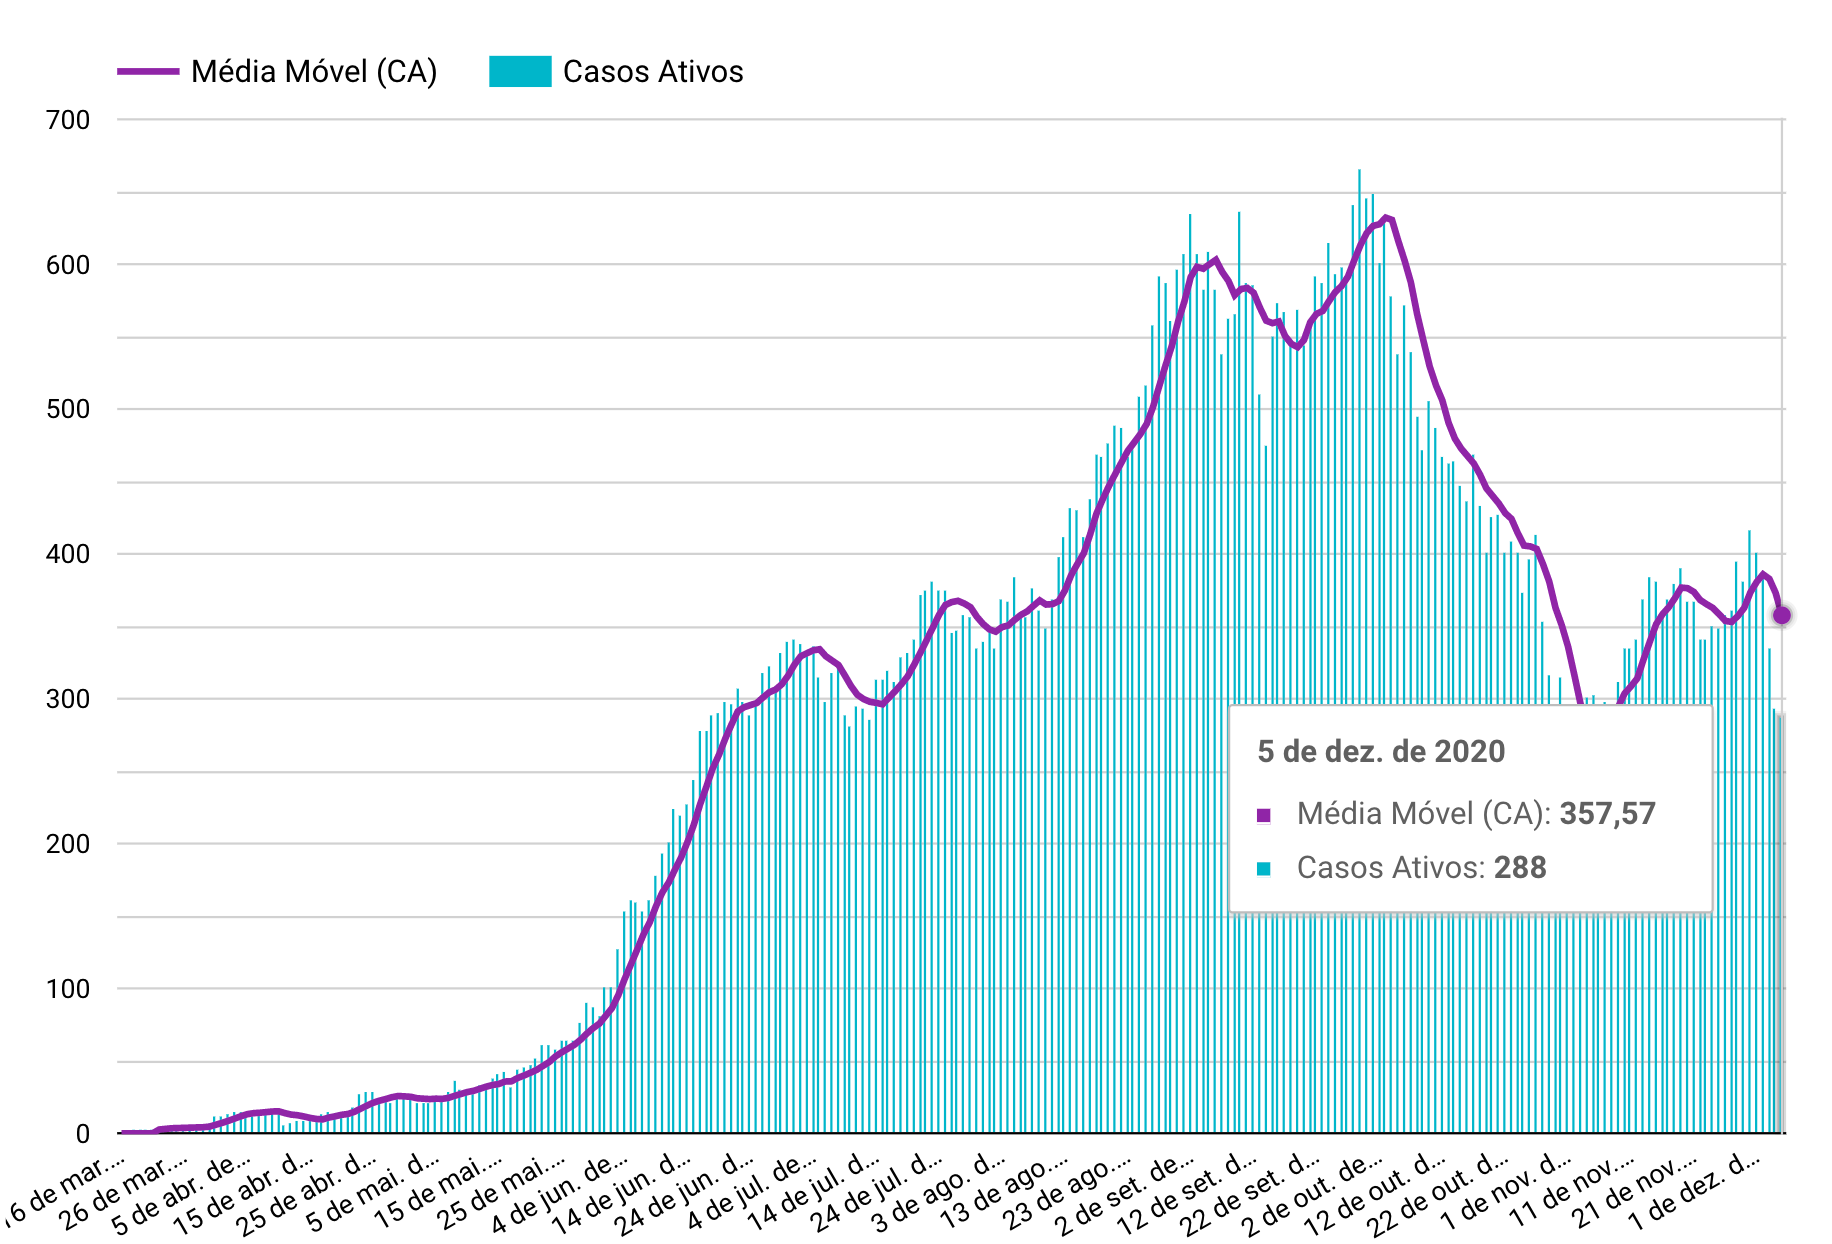 Média Móvel (CA) Casos Ativos
700
600
500
400
300
200
100
0
5 de dez. de 2020
Média Móvel (CA): 357,57
Casos Ativos: 288
16 de mar.... 26 de mar.... 5 de abr. de... 15 de abr. d... 25 de abr. d... 5 de mai. d... 15 de mai.... 25 de mai.... 4 de jun. de... 14 de jun. d... 24 de jun. d... 4 de jul. de... 14 de jul. d... 24 de jul. d... 3 de ago. d... 13 de ago.... 23 de ago.... 2 de set. de... 12 de set. d... 22 de set. d... 2 de out. de... 12 de out. d... 22 de out. d... 1 de nov. d... 11 de nov.... 21 de nov.... 1 de dez. d...